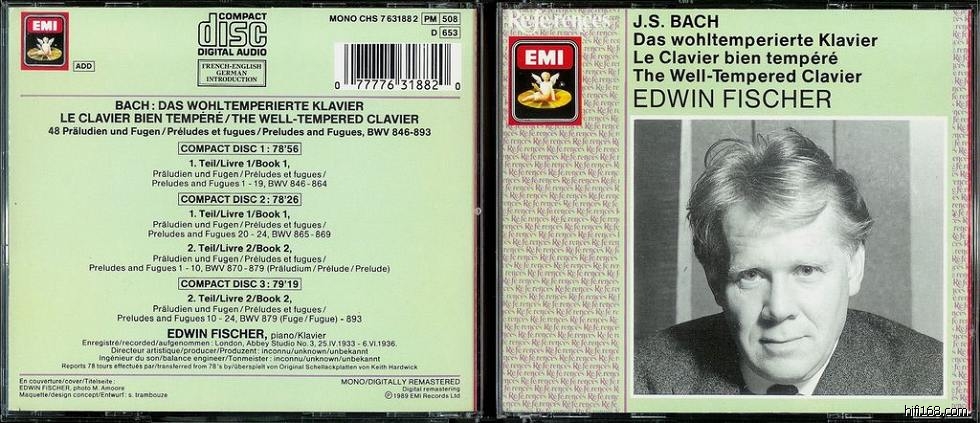 EMI
COMPACT
disc
DIGITAL AUDIO
MONO CHS 7 63188 2 PM 508
D 653
ADD
FRENCH-ENGLISH
GERMAN
INTRODUCTION
0 77776 31882 0
BACH: DAS WOHLTEMPERIERTE KLAVIER
LE CLAVIER BIEN TEMPÉRÉ/THE WELL-TEMPERED CLAVIER
48 Präludien und Fugen/Préludes et fugues/Preludes and Fugues, BWV 846-893
COMPACT DISC 1: 78'56
1. Teil/Livre 1/Book 1,
Präludien und Fugen/Préludes et fugues/
Preludes and Fugues 1 - 19, BWV 846 - 864
COMPACT DISC 2: 78'26
1. Teil/Livre 1/Book 1,
Präludien und Fugen/Préludes et fugues/
Preludes and Fugues 20 - 24, BWV 865 - 869
2. Teil/Livre 2/Book 2,
Präludien und Fugen/Préludes et fugues/
Preludes and Fugues 1 - 10, BWV 870 - 879 (Präludium/Prélude/Prelude)
COMPACT DISC 3: 79'19
2. Teil/Livre 2/Book 2,
Präludien und Fugen/Préludes et fugues/
Preludes and Fugues 10 - 24, BWV 879 (Fuge/Fugue) - 893
EDWIN FISCHER, piano/Klavier
Enregistré/recorded/aufgenommen: London, Abbey Studio No. 3, 25.IV.1933 - 6.VI.1936.
Directeur artistique/producer/Produzent: inconnu/unknown/unbekannt
Ingénieur du son/balance engineer/Tonmeister: inconnu/unknown/unbekannt
Reports 78 tours effectués par/transferred from 78's by/überspielt von Original Schellackplatten von Keith Hardwick
En couverture/cover/Titelseite:
EDWIN FISCHER, photo M. Amoore
Maquette/design concept/Entwurf: s. trambouze
MONO/DIGITALLY REMASTERED
Digital remastering
℗ 1989 EMI Records Ltd
Références
EMI
J.S. BACH
Das wohltemperierte Klavier
Le Clavier bien tempéré
The Well-Tempered Clavier
EDWIN FISCHER
hifi168.com